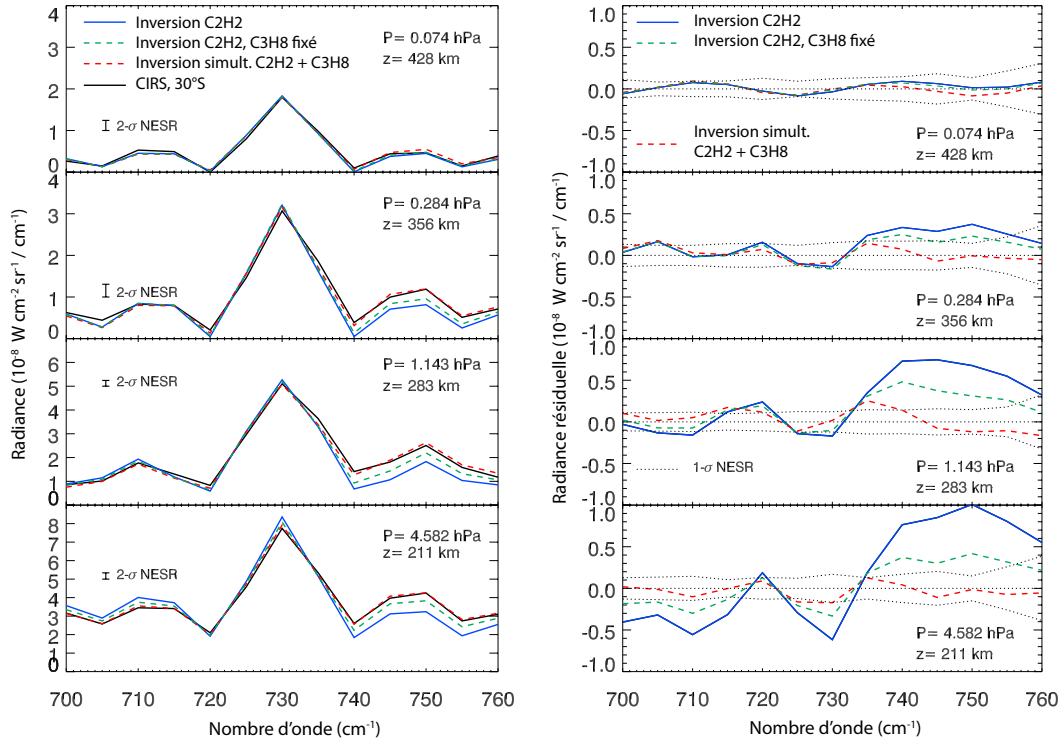 Inversion C2H2
Inversion C2H2, C3H8 fixé
Inversion simult. C2H2 + C3H8
CIRS, 30°S
P= 0.074 hPa
z= 428 km
2-σ NESR
4
3
2
1
0
P= 0.284 hPa
z= 356 km
2-σ NESR
4
3
2
1
0
P= 1.143 hPa
z= 283 km
2-σ NESR
6
5
4
3
2
1
0
P= 4.582 hPa
z= 211 km
2-σ NESR
8
7
6
5
4
3
2
1
0
0
700 710 720 730 740 750 760
Nombre d'onde (cm⁻¹)
Radiance (10⁻⁸ W cm⁻² sr⁻¹ / cm⁻¹)
Inversion C2H2
Inversion C2H2, C3H8 fixé
Inversion simult.
C2H2 + C3H8
P= 0.074 hPa
z= 428 km
1.0
0.5
0.0
-0.5
-1.0
P= 0.284 hPa
z= 356 km
1.0
0.5
0.0
-0.5
-1.0
1-σ NESR
P= 1.143 hPa
z= 283 km
1.0
0.5
0.0
-0.5
-1.0
P= 4.582 hPa
z= 211 km
1.0
0.5
0.0
-0.5
-1.0
700 710 720 730 740 750 760
Nombre d'onde (cm⁻¹)
Radiance résiduelle (10⁻⁸ W cm⁻² sr⁻¹ / cm⁻¹)